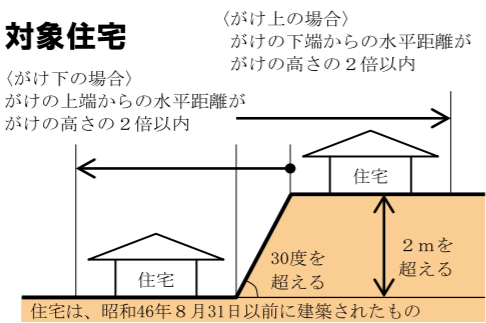 対象住宅
〈がけ上の場合〉
がけの下端からの水平距離が
がけの高さの２倍以内
〈がけ下の場合〉
がけの上端からの水平距離が
がけの高さの２倍以内
住宅
住宅
30度を
超える
２ｍを
超える
住宅は、昭和46年８月31日以前に建築されたもの